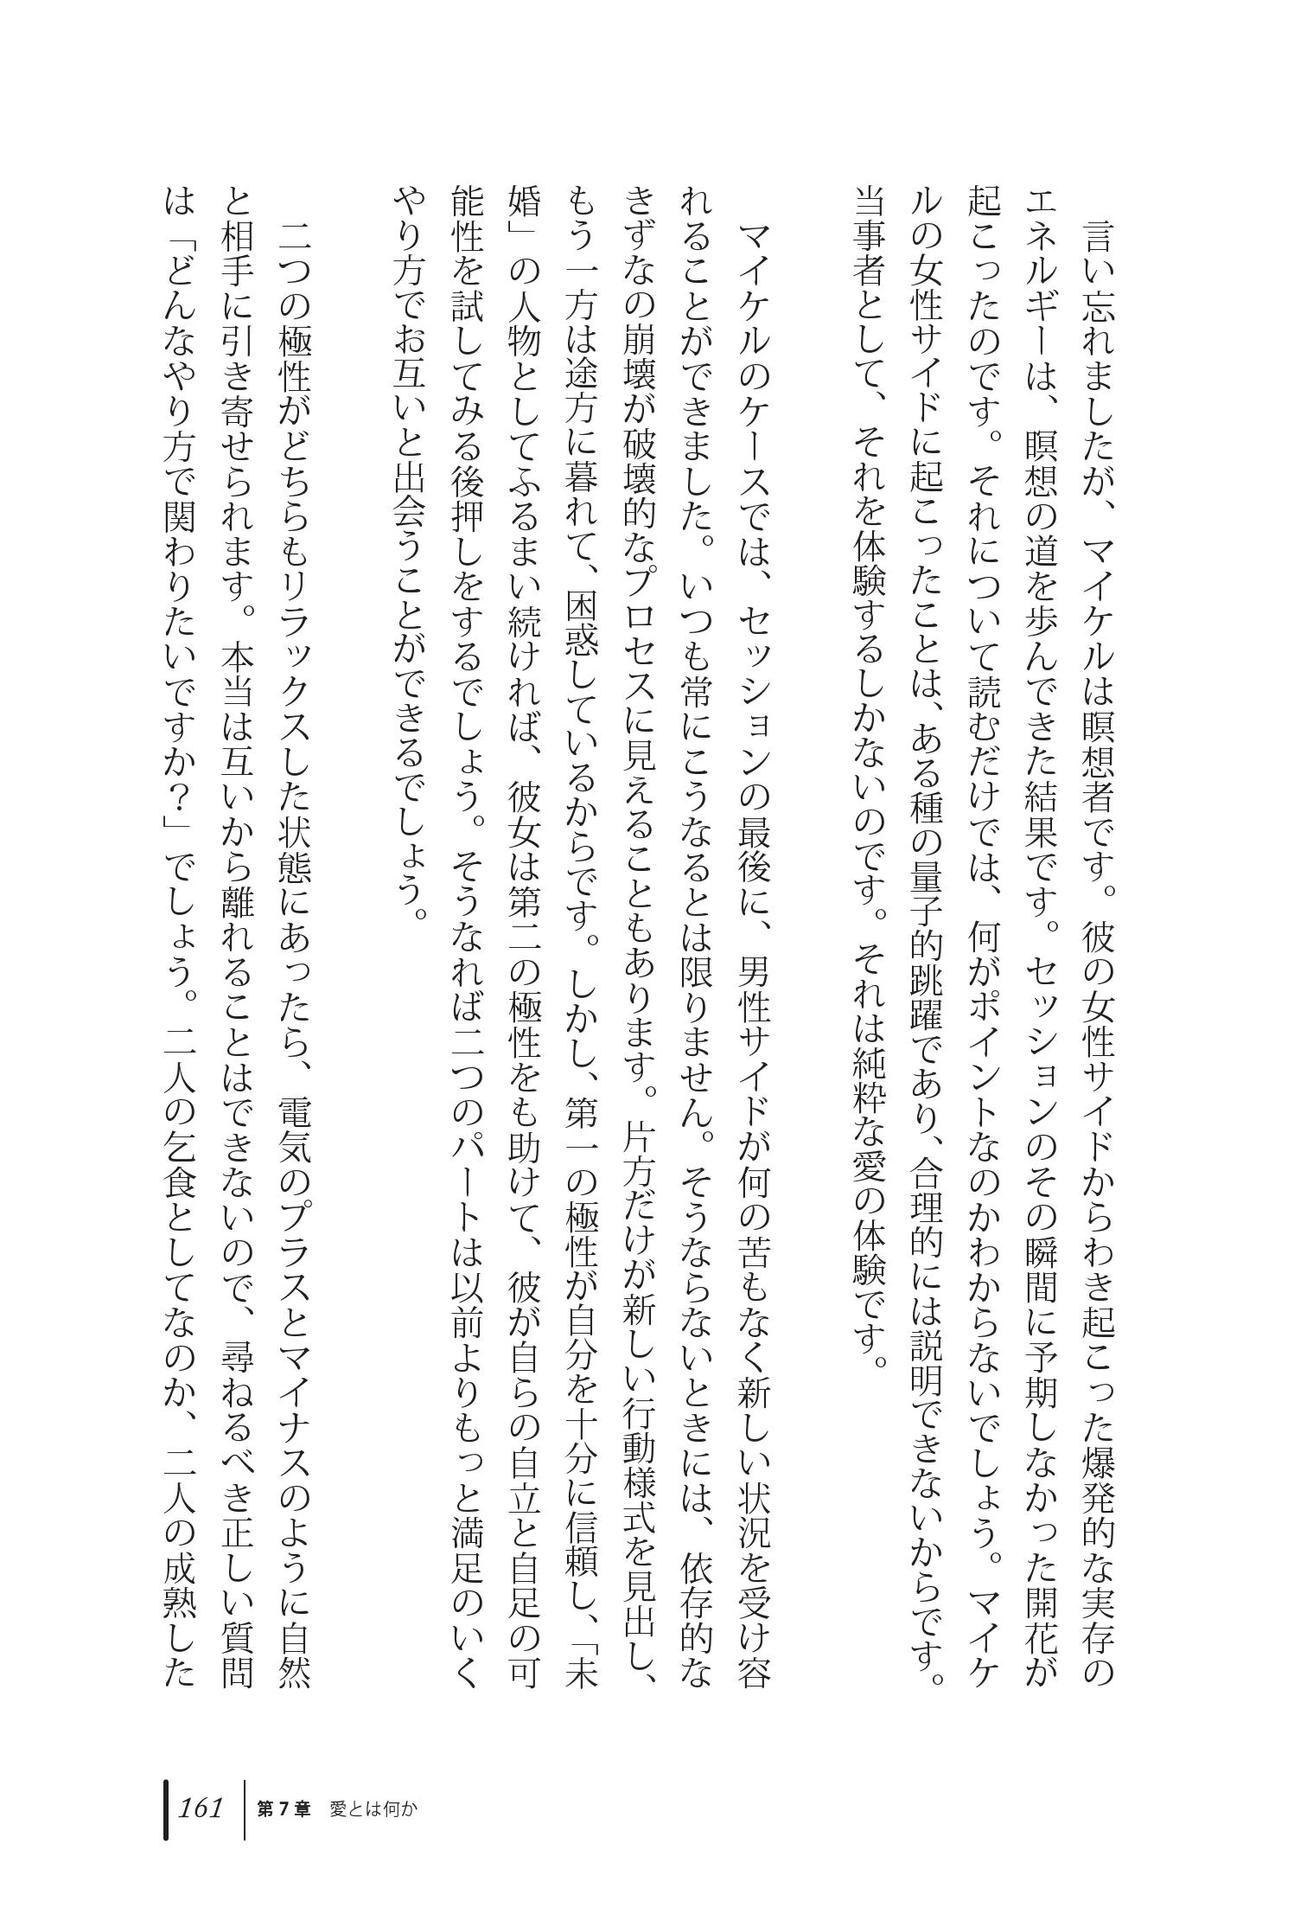 言い忘れましたが、マイケルは瞑想者です。彼の女性サイドからわき起こった爆発的な実存の
エネルギーは、瞑想の道を歩んできた結果です。セッションのその瞬間に予期しなかった開花が
起こったのです。それについて読むだけでは、何がポイントなのかわからないでしょう。マイケ
ルの女性サイドに起こったことは、ある種の量子的跳躍であり、合理的には説明できないからです。
当事者として、それを体験するしかないのです。それは純粋な愛の体験です。
マイケルのケースでは、セッションの最後に、男性サイドが何の苦もなく新しい状況を受け容
れることができました。いつも常にこうなるとは限りません。そうならないときには、依存的な
きずなの崩壊が破壊的なプロセスに見えることもあります。片方だけが新しい行動様式を見出し、
もう一方は途方に暮れて、困惑しているからです。しかし、第一の極性が自分を十分に信頼し、「未
婚」の人物としてふるまい続ければ、彼女は第二の極性をも助けて、彼が自らの自立と自足の可
能性を試してみる後押しをするでしょう。そうなれば二つのパートは以前よりもっと満足のいく
やり方でお互いと出会うことができるでしょう。
二つの極性がどちらもリラックスした状態にあったら、電気のプラスとマイナスのように自然
と相手に引き寄せられます。本当は互いから離れることはできないので、尋ねるべき正しい質問
は「どんなやり方で関わりたいですか？」でしょう。二人の乞食としてなのか、二人の成熟した
161 第7章 愛とは何か